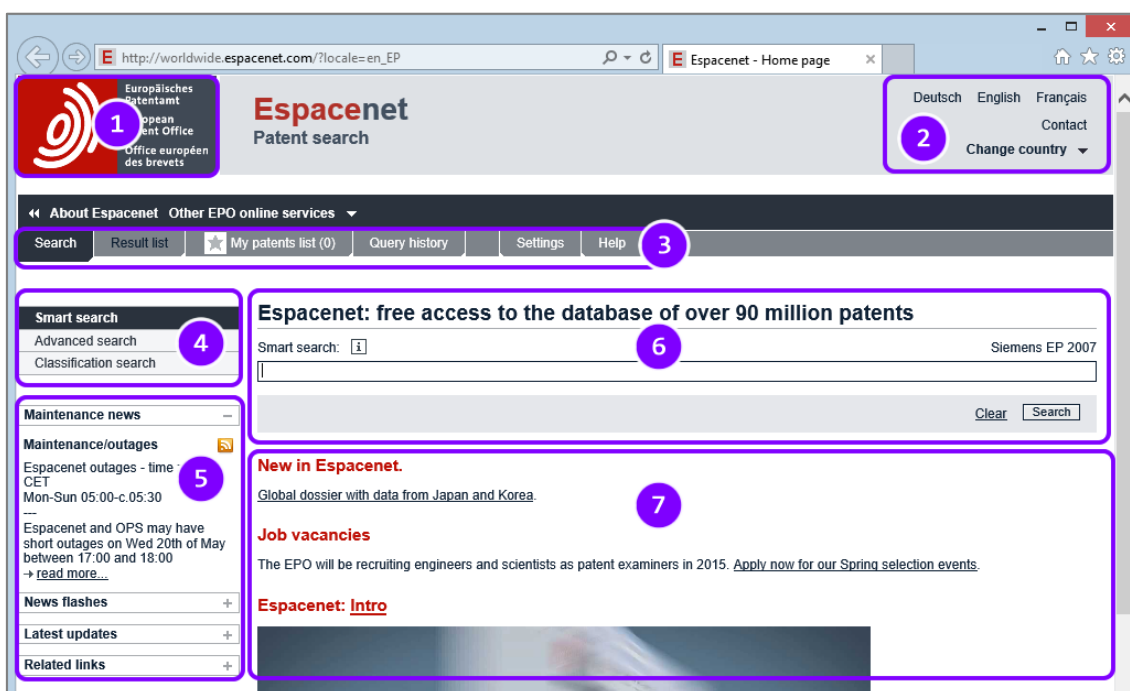 http://worldwide.espacenet.com/?locale=en_EP
Espacenet - Home page
Europäisches
Patentamt
Office
Office européen
des brevets
1
Espacenet
Patent search
Deutsch English Français
Contact
Change country
2
About Espacenet Other EPO online services
Search Result list My patents list (0) Query history Settings Help
3
Smart search
Advanced search
Classification search
4
Maintenance news
Maintenance/outages
Espacenet outages - time
CET
Mon-Sun 05:00-c.05:30
---
Espacenet and OPS may have
short outages on Wed 20th of May
between 17:00 and 18:00
→ read more...
5
News flashes +
Latest updates +
Related links +
Espacenet: free access to the database of over 90 million patents
Smart search: i Siemens EP 2007
6
Clear Search
New in Espacenet.
Global dossier with data from Japan and Korea.
7
Job vacancies
The EPO will be recruiting engineers and scientists as patent examiners in 2015. Apply now for our Spring selection events.
Espacenet: Intro